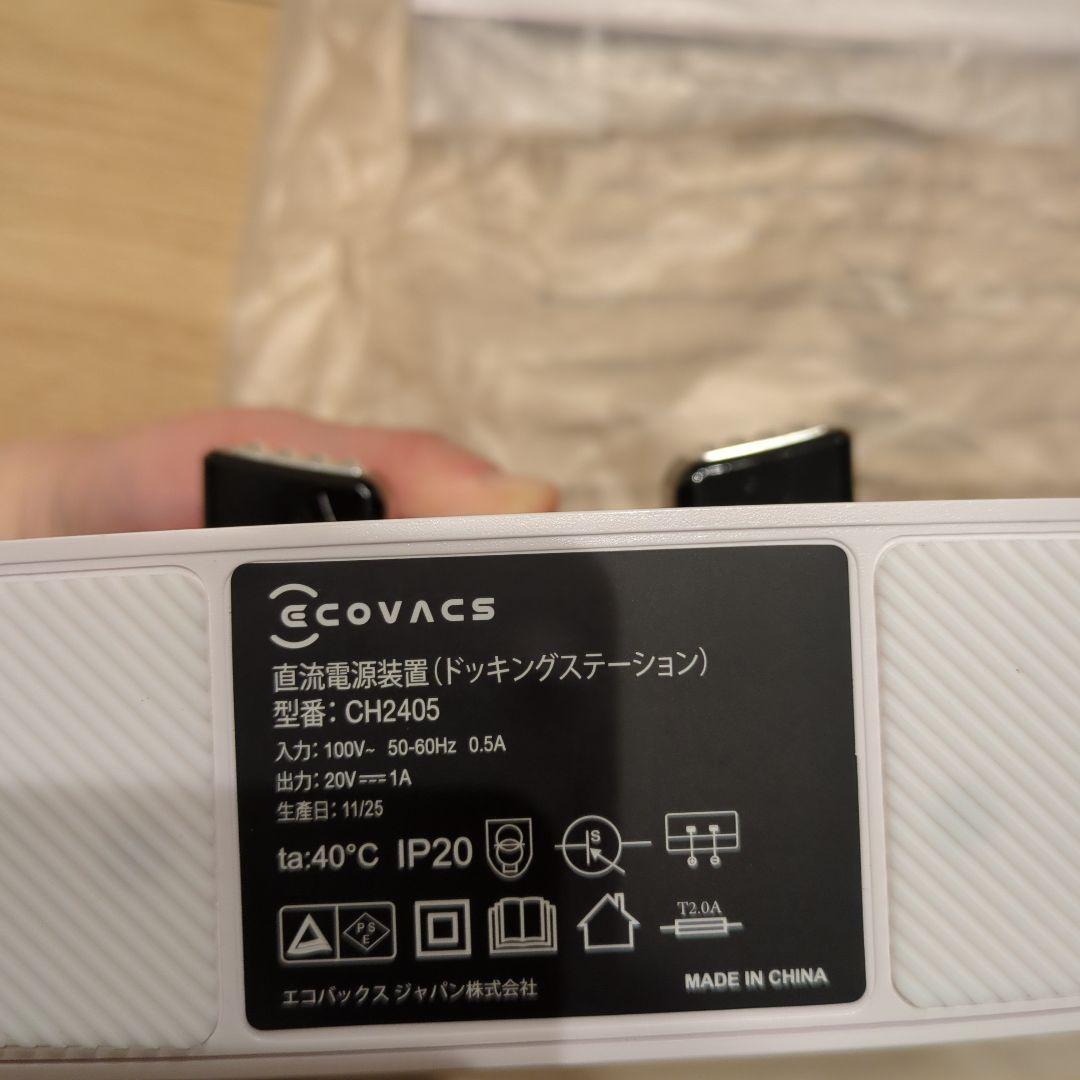 ECOVACS
直流電源装置(ドッキングステーション)
型番: CH2405
入力: 100V~ 50-60Hz 0.5A
出力: 20V⎓1A
生産日: 11/25
ta:40°C IP20
S
PS
E
T2.0A
MADE IN CHINA
エコバックス ジャパン株式会社